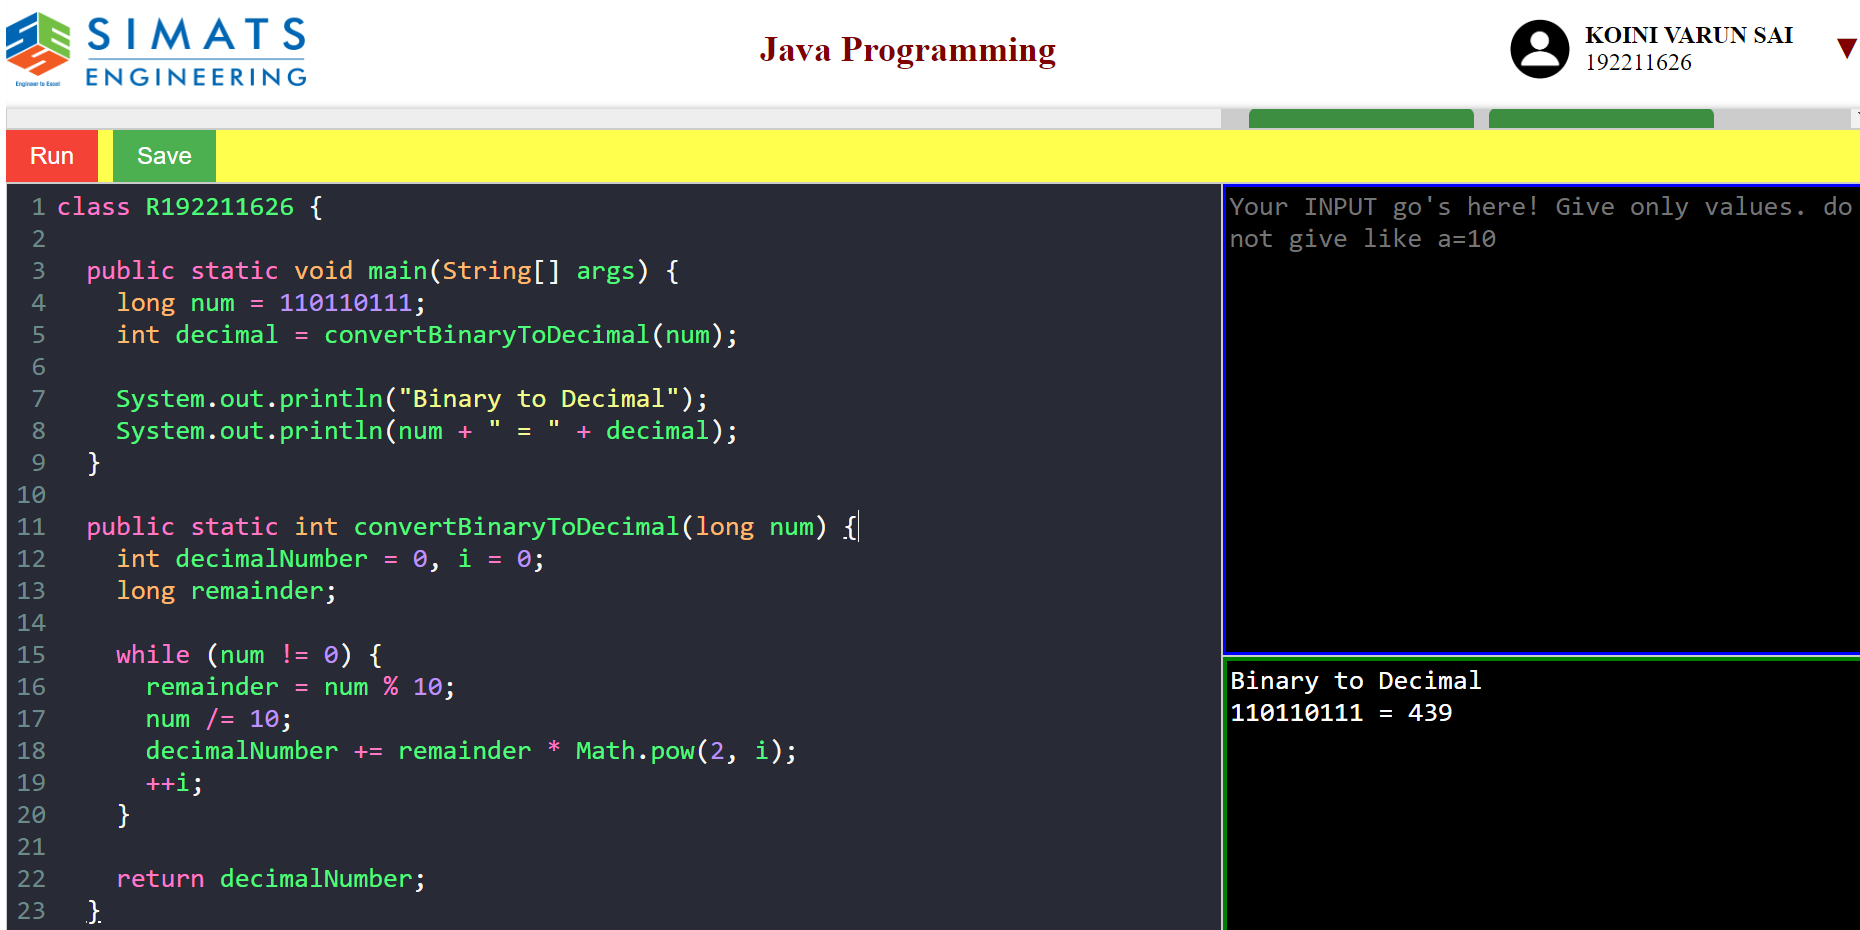 SIMATS
ENGINEERING
Engineer to Excel
Java Programming
KOINI VARUN SAI
192211626
▼
Run
Save
1 class R192211626 {
2
3   public static void main(String[] args) {
4     long num = 110110111;
5     int decimal = convertBinaryToDecimal(num);
6
7     System.out.println("Binary to Decimal");
8     System.out.println(num + " = " + decimal);
9   }
10
11   public static int convertBinaryToDecimal(long num) {
12     int decimalNumber = 0, i = 0;
13     long remainder;
14
15     while (num != 0) {
16       remainder = num % 10;
17       num /= 10;
18       decimalNumber += remainder * Math.pow(2, i);
19       ++i;
20     }
21
22     return decimalNumber;
23   }
Your INPUT go's here! Give only values. do
not give like a=10
Binary to Decimal
110110111 = 439